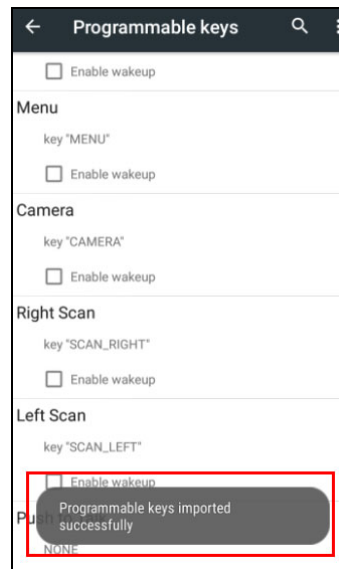 Programmable keys
Enable wakeup
Menu
key "MENU"
Enable wakeup
Camera
key "CAMERA"
Enable wakeup
Right Scan
key "SCAN_RIGHT"
Enable wakeup
Left Scan
key "SCAN_LEFT"
Enable wakeup
Programmable keys imported
successfully
NONE